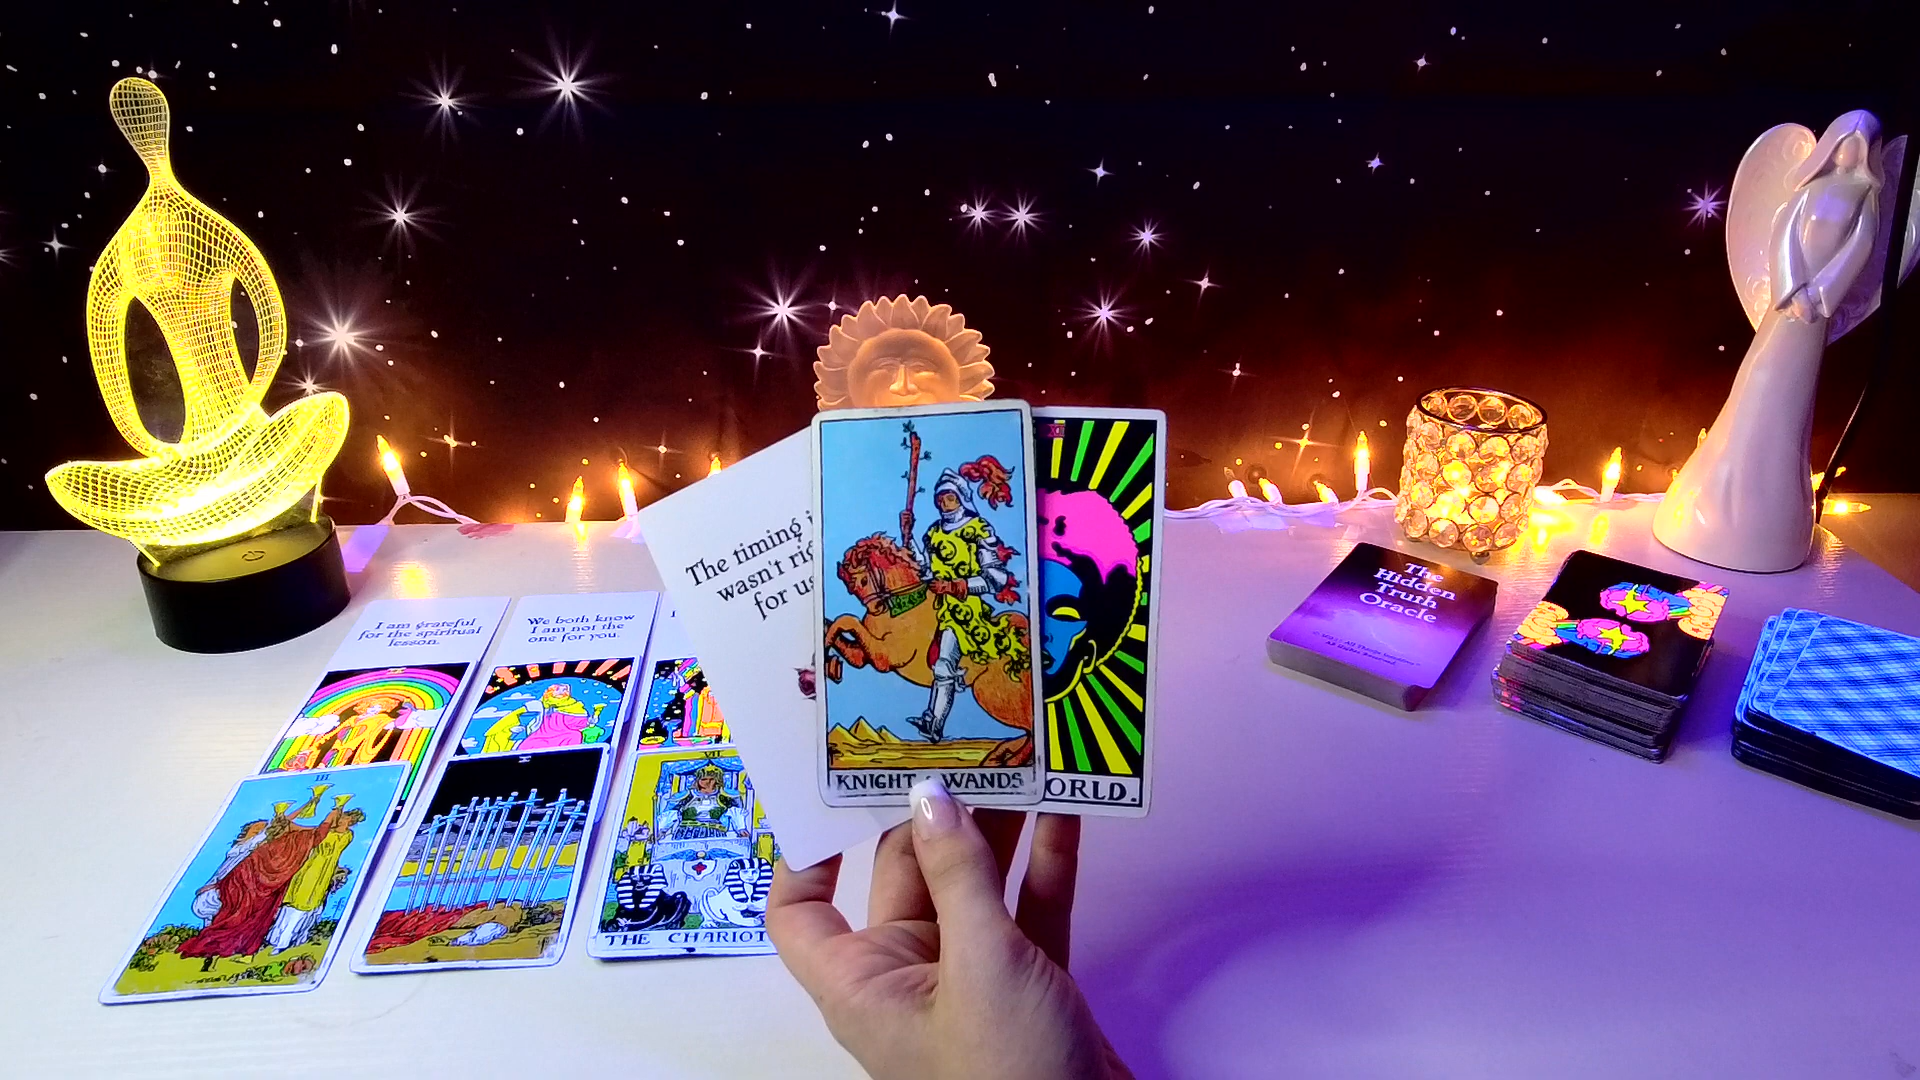 The timing
wasn't
for us
KNIGHT WANDS
ORLD.
I am grateful
for the spiritual
lesson.
We both know
I am not the
one for you.
III
VII
THE CHARIOT
The
Hidden
Truth
Oracle